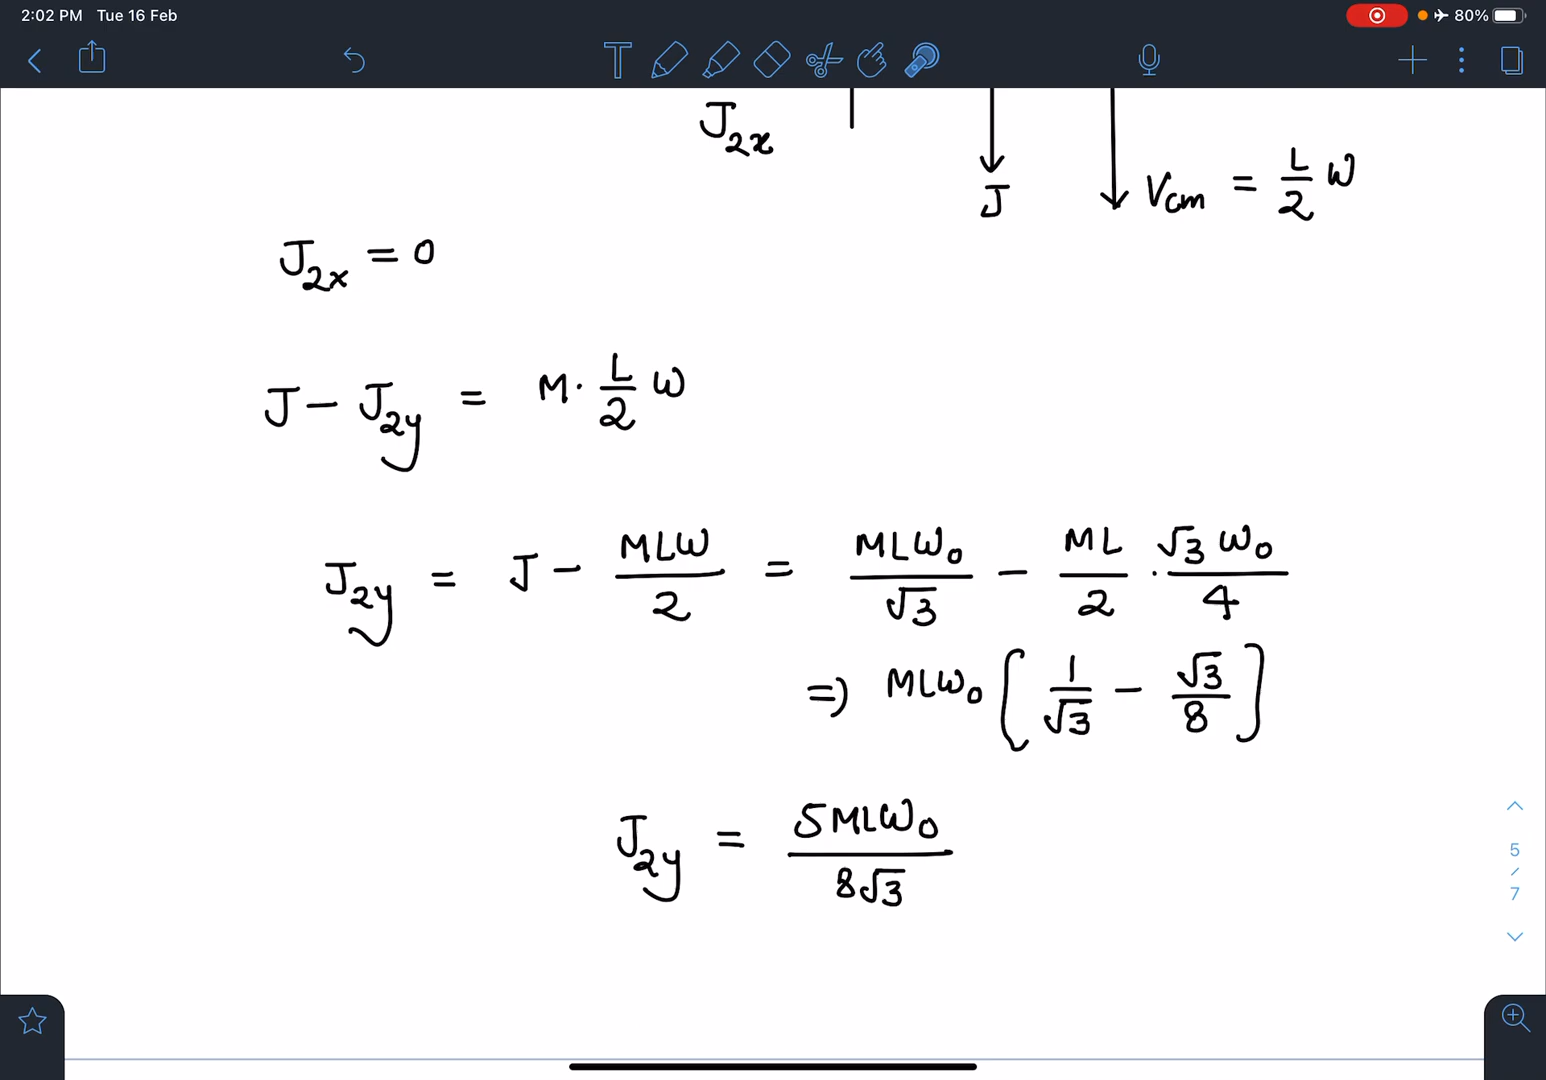 2:02 PM Tue 16 Feb
80%
J₂ₓ
J
V_cm = L/2 ω
J₂ₓ = 0
J - J₂y = M · L/2 ω
J₂y = J - MLω/2 = MLω₀/√3 - ML/2 · √3 ω₀/4
⇒ MLω₀ [1/√3 - √3/8]
J₂y = 5MLω₀/8√3
5
/
7